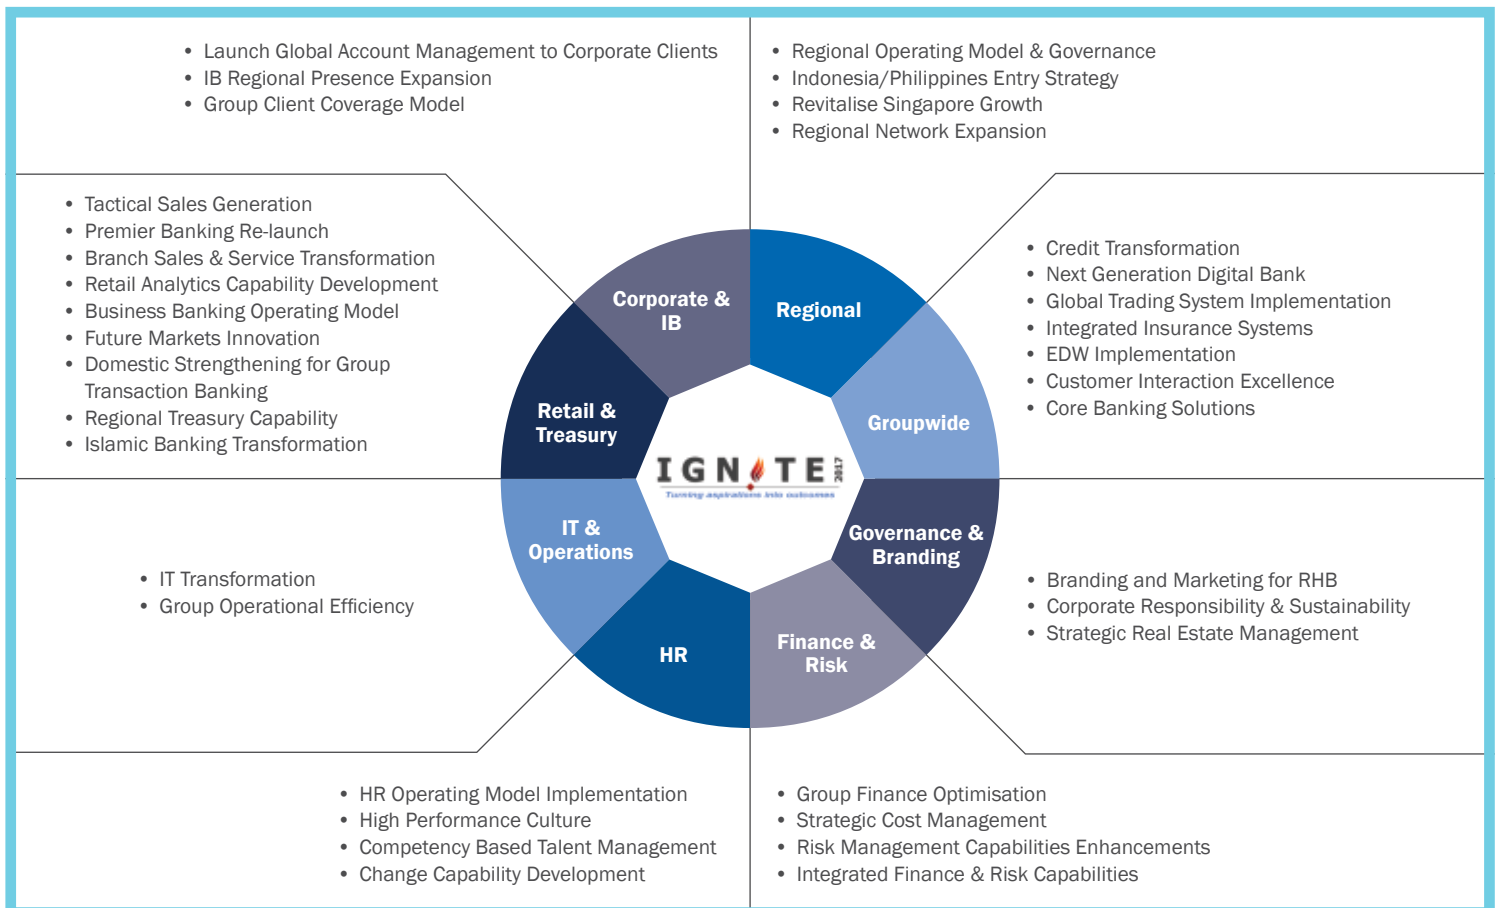 • Launch Global Account Management to Corporate Clients
• IB Regional Presence Expansion
• Group Client Coverage Model
• Regional Operating Model & Governance
• Indonesia/Philippines Entry Strategy
• Revitalise Singapore Growth
• Regional Network Expansion
• Tactical Sales Generation
• Premier Banking Re-launch
• Branch Sales & Service Transformation
• Retail Analytics Capability Development
• Business Banking Operating Model
• Future Markets Innovation
• Domestic Strengthening for Group
Transaction Banking
• Regional Treasury Capability
• Islamic Banking Transformation
• Credit Transformation
• Next Generation Digital Bank
• Global Trading System Implementation
• Integrated Insurance Systems
• EDW Implementation
• Customer Interaction Excellence
• Core Banking Solutions
Corporate &
IB
Regional
Retail &
Treasury
Groupwide
IGNITE 2017
Turning aspirations into outcomes
IT &
Operations
Governance &
Branding
HR
Finance &
Risk
• IT Transformation
• Group Operational Efficiency
• Branding and Marketing for RHB
• Corporate Responsibility & Sustainability
• Strategic Real Estate Management
• HR Operating Model Implementation
• High Performance Culture
• Competency Based Talent Management
• Change Capability Development
• Group Finance Optimisation
• Strategic Cost Management
• Risk Management Capabilities Enhancements
• Integrated Finance & Risk Capabilities